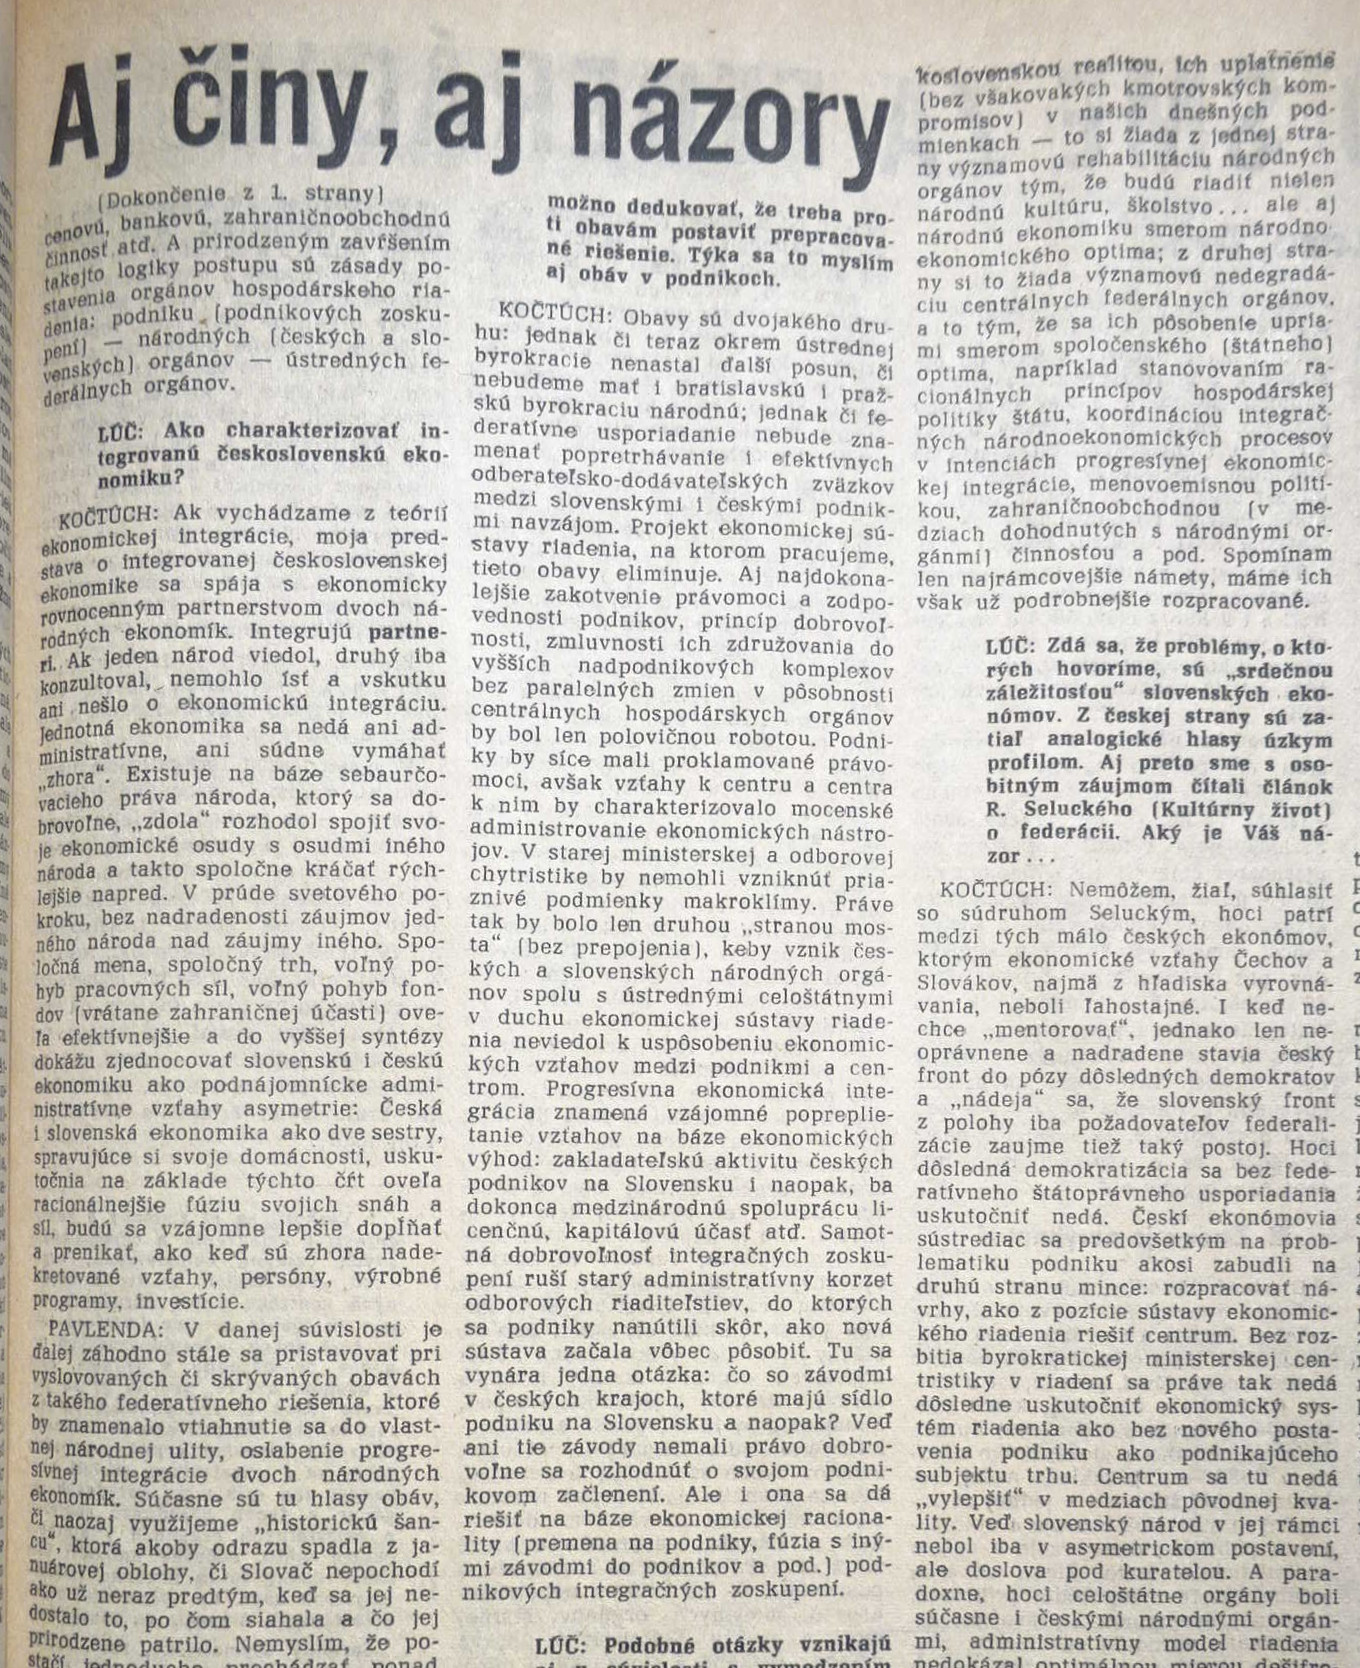 Aj činy, aj názory
(Dokončenie z 1. strany)
cenovú, bankovú, zahraničnoobchodnú
činnosť atď. A prirodzeným zavŕšením
takejto logiky postupu sú zásady po-
stavenia orgánov hospodárskeho ria-
denia: podniku (podnikových zosku-
pení) — národných (českých a slo-
venských) orgánov — ústredných fe-
derálnych orgánov.
LÚČ: Ako charakterizovať in-
tegrovanú československú eko-
nomiku?
KOČTÚCH: Ak vychádzame z teórií
ekonomickej integrácie, moja pred-
stava o integrovanej československej
ekonomike sa spája s ekonomicky
rovnocenným partnerstvom dvoch ná-
rodných ekonomík. Integrujú partne-
ri. Ak jeden národ viedol, druhý iba
konzultoval, nemohlo ísť a vskutku
ani nešlo o ekonomickú integráciu.
Jednotná ekonomika sa nedá ani ad-
ministratívne, ani súdne vymáhať
„zhora“. Existuje na báze sebaurčo-
vacieho práva národa, ktorý sa do-
brovoľne, „zdola“ rozhodol spojiť svo-
je ekonomické osudy s osudmi iného
národa a takto spoločne kráčať rých-
lejšie napred. V prúde svetového po-
kroku, bez nadradenosti záujmov jed-
ného národa nad záujmy iného. Spo-
ločná mena, spoločný trh, voľný po-
hyb pracovných síl, voľný pohyb fon-
dov (vrátane zahraničnej účasti) ove-
ľa efektívnejšie a do vyššej syntézy
dokážu zjednocovať slovenskú i českú
ekonomiku ako podnájomnícke admi-
nistratívne vzťahy asymetrie: Česká
i slovenská ekonomika ako dve sestry,
spravujúce si svoje domácnosti, usku-
točnia na základe týchto čŕt oveľa
racionálnejšie fúziu svojich snáh a
síl, budú sa vzájomne lepšie dopĺňať
a prenikať, ako keď sú zhora nade-
kretované vzťahy, persóny, výrobné
programy, investície.
PAVLENDA: V danej súvislosti je
ďalej záhodno stále sa pristavovať pri
vyslovovaných či skrývaných obavách
z takého federatívneho riešenia, ktoré
by znamenalo vtiahnutie sa do vlast-
nej národnej ulity, oslabenie progre-
sívnej integrácie dvoch národných
ekonomík. Súčasne sú tu hlasy obáv,
či naozaj využijeme „historickú šan-
cu“, ktorá akoby odrazu spadla z ja-
nuárovej oblohy, či Slovač nepochodí
ako už neraz predtým, keď sa jej ne-
dostalo to, po čom siahala a čo jej
prirodzene patrilo. Nemyslím, že po-
stačí jednoducho prechádzať ponad
možno dedukovať, že treba pro-
ti obavám postaviť prepracova-
né riešenie. Týka sa to myslím
aj obáv v podnikoch.
KOČTÚCH: Obavy sú dvojakého dru-
hu: jednak či teraz okrem ústrednej
byrokracie nenastal ďalší posun, či
nebudeme mať i bratislavskú i praž-
skú byrokraciu národnú; jednak či fe-
deratívne usporiadanie nebude zna-
menať popretrhávanie i efektívnych
odberateľsko-dodávateľských zväzkov
medzi slovenskými i českými podnik-
mi navzájom. Projekt ekonomickej sú-
stavy riadenia, na ktorom pracujeme,
tieto obavy eliminuje. Aj najdokona-
lejšie zakotvenie právomoci a zodpo-
vednosti podnikov, princíp dobrovoľ-
nosti, zmluvnosti ich združovania do
vyšších nadpodnikových komplexov
bez paralelných zmien v pôsobnosti
centrálnych hospodárskych orgánov
by bol len polovičnou robotou. Podni-
ky by síce mali proklamované právo-
moci, avšak vzťahy k centru a centra
k nim by charakterizovalo mocenské
administrovanie ekonomických nástro-
jov. V starej ministerskej a odborovej
chytristike by nemohli vzniknúť pria-
znivé podmienky makroklímy. Práve
tak by bolo len druhou „stranou mos-
ta“ (bez prepojenia), keby vznik čes-
kých a slovenských národných orgá-
nov spolu s ústrednými celoštátnymi
v duchu ekonomickej sústavy riade-
nia neviedol k uspôsobeniu ekonomic-
kých vzťahov medzi podnikmi a cen-
trom. Progresívna ekonomická inte-
grácia znamená vzájomné popreplie-
tanie vzťahov na báze ekonomických
výhod: zakladateľskú aktivitu českých
podnikov na Slovensku i naopak, ba
dokonca medzinárodnú spoluprácu li-
cenčnú, kapitálovú účasť atď. Samot-
ná dobrovoľnosť integračných zosku-
pení ruší starý administratívny korzet
odborových riaditeľstiev, do ktorých
sa podniky nanútili skôr, ako nová
sústava začala vôbec pôsobiť. Tu sa
vynára jedna otázka: čo so závodmi
v českých krajoch, ktoré majú sídlo
podniku na Slovensku a naopak? Veď
ani tie závody nemali právo dobro-
voľne sa rozhodnúť o svojom podni-
kovom začlenení. Ale i ona sa dá
riešiť na báze ekonomickej raciona-
lity (premena na podniky, fúzia s iný-
mi závodmi do podnikov a pod.) pod-
nikových integračných zoskupení.
LÚČ: Podobné otázky vznikajú
aj v súvislosti s vymedzením
koslovenskou realitou, ich uplatnenie
(bez všakovakých kmotrovských kom-
promisov) v našich dnešných pod-
mienkach — to si žiada z jednej stra-
ny významovú rehabilitáciu národných
orgánov tým, že budú riadiť nielen
národnú kultúru, školstvo... ale aj
národnú ekonomiku smerom národno-
ekonomického optima; z druhej stra-
ny si to žiada významovú nedegradá-
ciu centrálnych federálnych orgánov,
a to tým, že sa ich pôsobenie upria-
mi smerom spoločenského (štátneho)
optima, napríklad stanovovaním ra-
cionálnych princípov hospodárskej
politiky štátu, koordináciou integrač-
ných národnoekonomických procesov
v intenciách progresívnej ekonomic-
kej integrácie, menovoemisnou politi-
kou, zahraničnoobchodnou (v me-
dziach dohodnutých s národnými or-
gánmi) činnosťou a pod. Spomínam
len najrámcovejšie námety, máme ich
však už podrobnejšie rozpracované.
LÚČ: Zdá sa, že problémy, o kto-
rých hovoríme, sú „srdečnou
záležitosťou“ slovenských eko-
nómov. Z českej strany sú za-
tiaľ analogické hlasy úzkym
profilom. Aj preto sme s oso-
bitným záujmom čítali článok
R. Seluckého (Kultúrny život)
o federácii. Aký je Váš ná-
zor...
KOČTÚCH: Nemôžem, žiaľ, súhlasiť
so súdruhom Seluckým, hoci patrí
medzi tých málo českých ekonómov,
ktorým ekonomické vzťahy Čechov a
Slovákov, najmä z hľadiska vyrovná-
vania, neboli ľahostajné. I keď ne-
chce „mentorovať“, jednako len ne-
oprávnene a nadradene stavia český
front do pózy dôsledných demokratov
a „nádeja“ sa, že slovenský front
z polohy iba požadovateľov federali-
zácie zaujme tiež taký postoj. Hoci
dôsledná demokratizácia sa bez fede-
ratívneho štátoprávneho usporiadania
uskutočniť nedá. Českí ekonómovia
sústrediac sa predovšetkým na prob-
lematiku podniku akosi zabudli na
druhú stranu mince: rozpracovať ná-
vrhy, ako z pozície sústavy ekonomic-
kého riadenia riešiť centrum. Bez roz-
bitia byrokratickej ministerskej cen-
tristiky v riadení sa práve tak nedá
dôsledne uskutočniť ekonomický sys-
tém riadenia ako bez nového posta-
venia podniku ako podnikajúceho
subjektu trhu. Centrum sa tu nedá
„vylepšiť“ v medziach pôvodnej kva-
lity. Veď slovenský národ v jej rámci
nebol iba v asymetrickom postavení,
ale doslova pod kuratelou. A para-
doxne, hoci celoštátne orgány boli
súčasne i českými národnými orgán-
mi, administratívny model riadenia
nedokázal optimálnou mierou